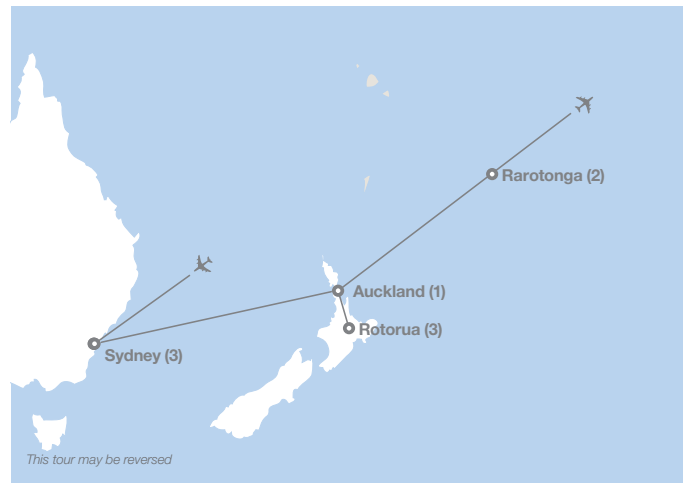 Rarotonga (2)
Auckland (1)
Rotorua (3)
Sydney (3)
This tour may be reversed